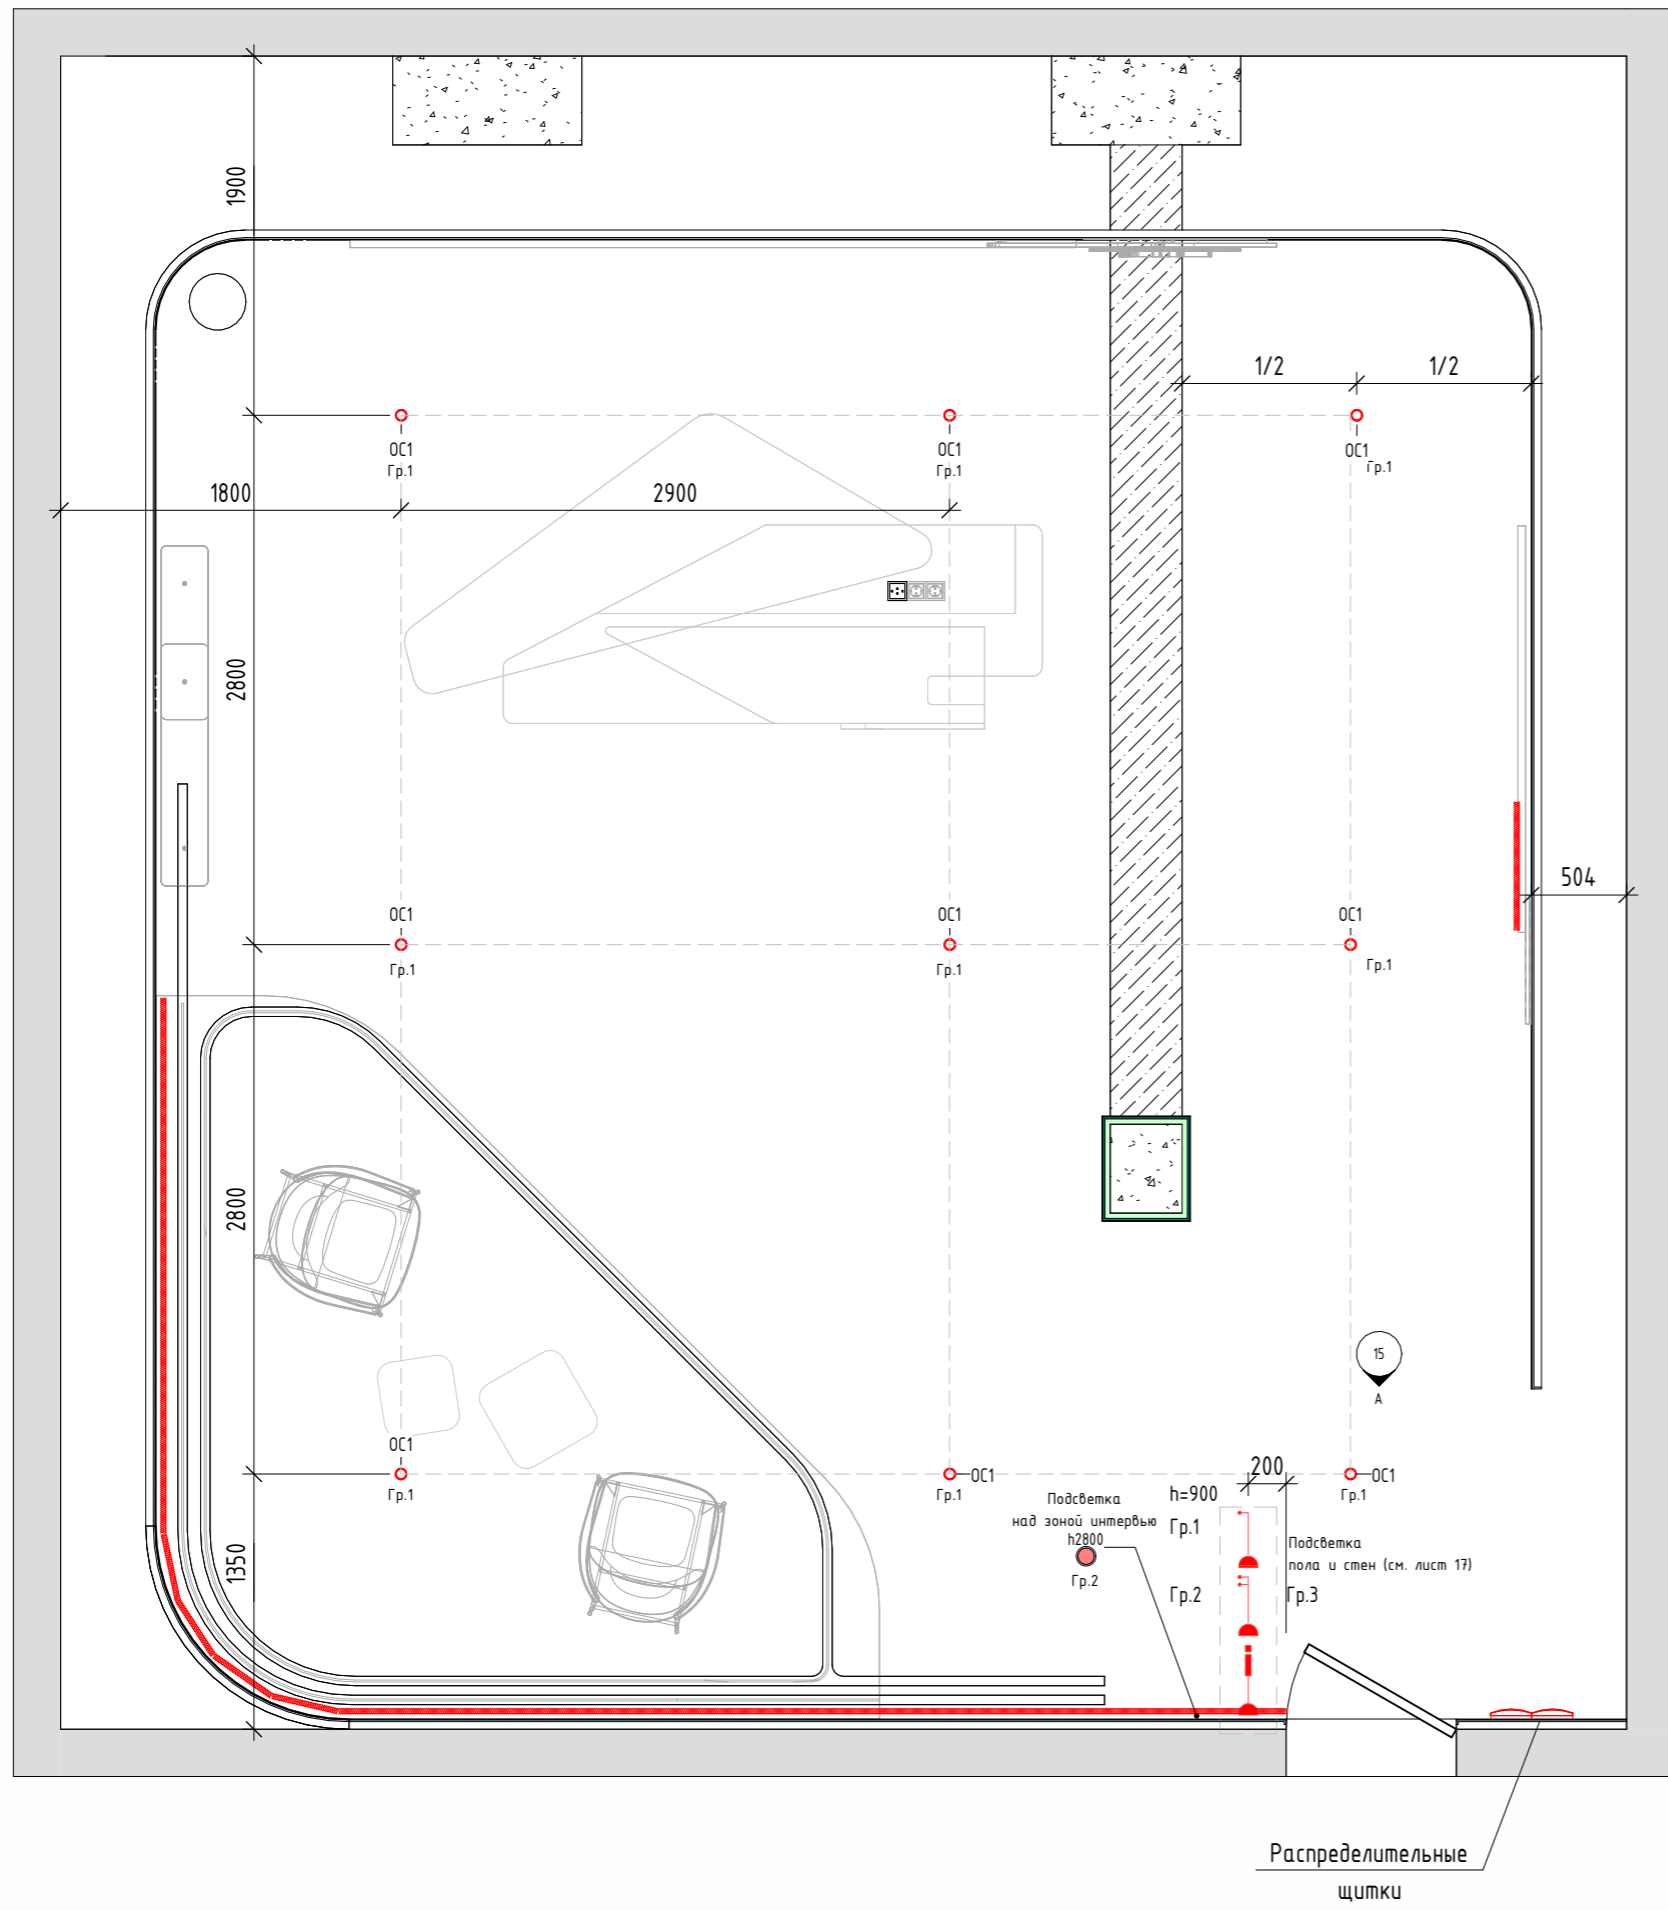 1900
1/2
1/2
ОС1
Гр.1
ОС1
Гр.1
ОС1
Гр.1
1800
2900
2800
504
ОС1
Гр.1
ОС1
Гр.1
ОС1
Гр.1
2800
15
А
ОС1
Гр.1
ОС1
Гр.1
ОС1
Гр.1
200
h=900
Подсветка
над зоной интервью
h2800
Гр.2
Гр.1
Подсветка
пола и стен (см. лист 17)
Гр.2
Гр.3
1350
Распределительные
щитки